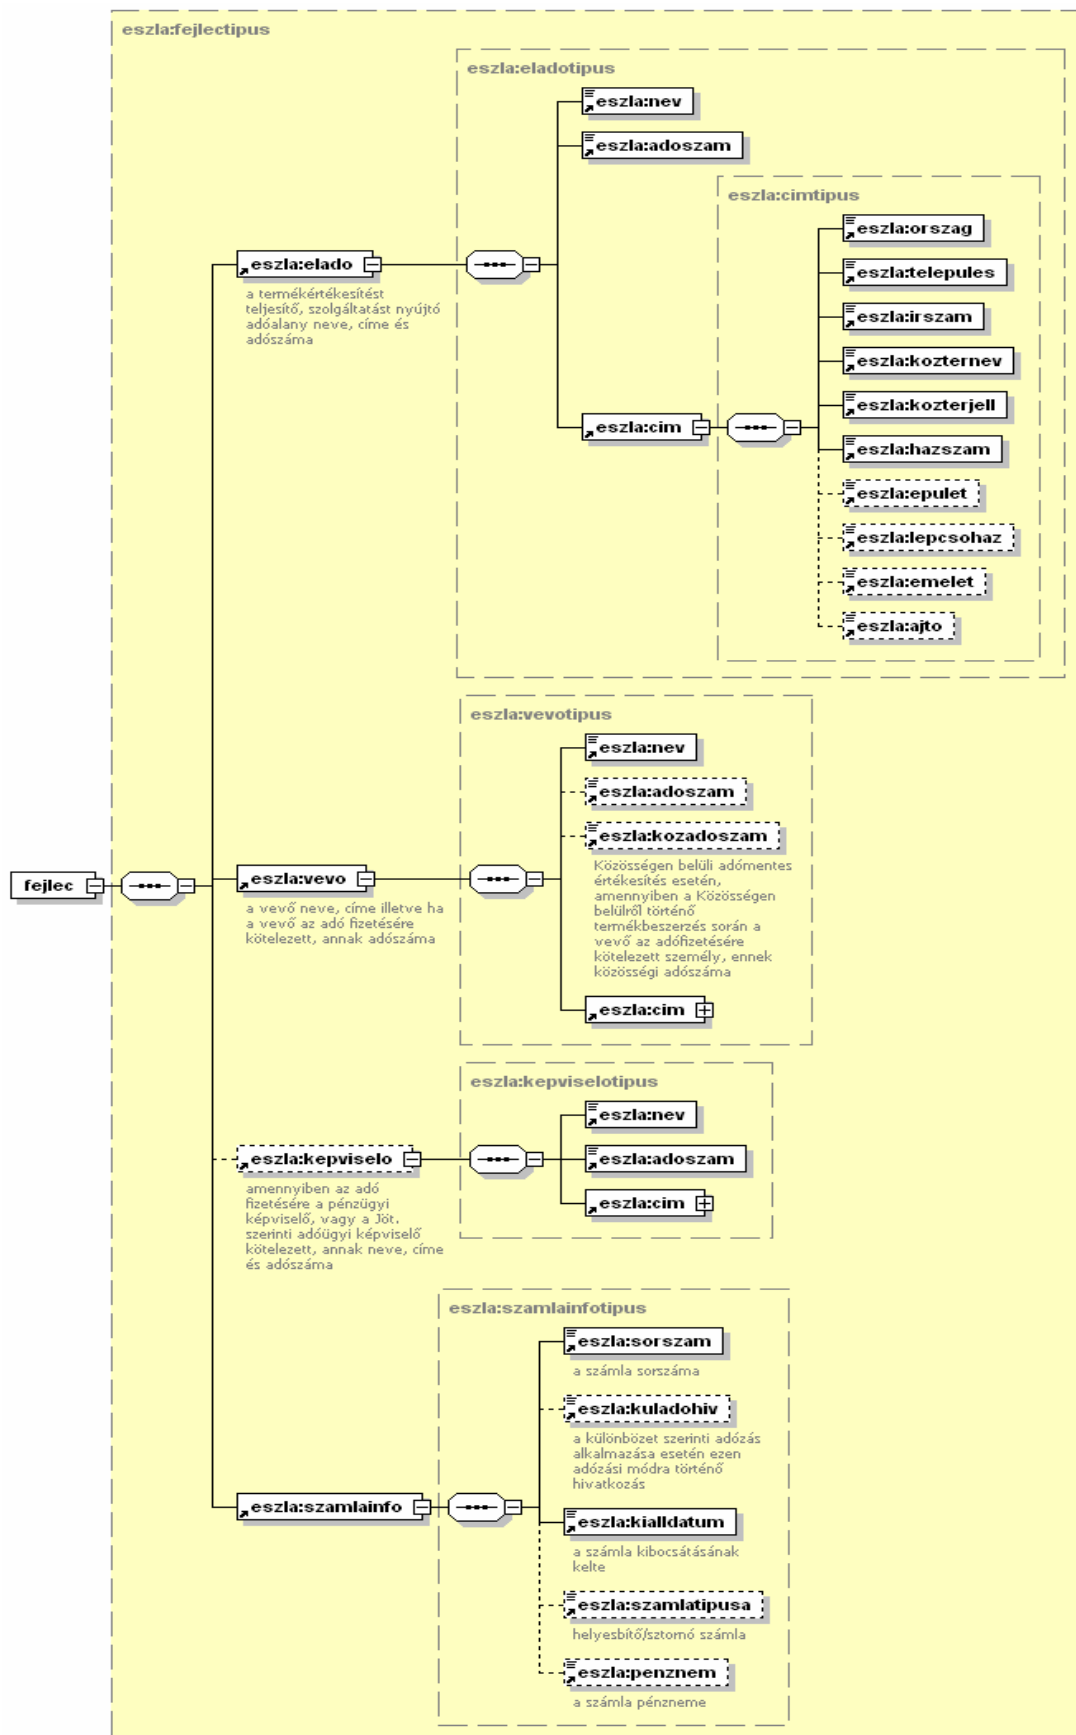 eszla:fejlectipus
eszla:eladotipus
eszla:nev
eszla:adoszam
eszla:cimtipus
eszla:orszag
eszla:telepules
eszla:irszam
eszla:kozternev
eszla:kozterjell
eszla:hazszam
eszla:epulet
eszla:lepcsohaz
eszla:emelet
eszla:ajto
eszla:cim
eszla:elado
a termékértékesítést
teljesítő, szolgáltatást nyújtó
adóalany neve, címe és
adószáma
eszla:vevotipus
eszla:nev
eszla:adoszam
eszla:kozadoszam
Közösségen belüli adómentes
értékesítés esetén,
amennyiben a Közösségen
belülről történő
termékbeszerzés során a
vevő az adófizetésére
kötelezett személy, ennek
közösségi adószáma
eszla:cim
fejlec
eszla:vevo
a vevő neve, címe illetve ha
a vevő az adó fizetésére
kötelezett, annak adószáma
eszla:kepviselotipus
eszla:nev
eszla:adoszam
eszla:cim
eszla:kepviselo
amennyiben az adó
fizetésére a pénzügyi
képviselő, vagy a Jöt.
szerinti adóügyi képviselő
kötelezett, annak neve, címe
és adószáma
eszla:szamlainfotipus
eszla:sorszam
a számla sorszáma
eszla:kuladohiv
a különbözet szerinti adózás
alkalmazása esetén ezen
adózási módra történő
hivatkozás
eszla:szamlainfo
eszla:kialldatum
a számla kibocsátásának
kelte
eszla:szamlatipusa
helyesbítő/sztornó számla
eszla:penznem
a számla pénzneme